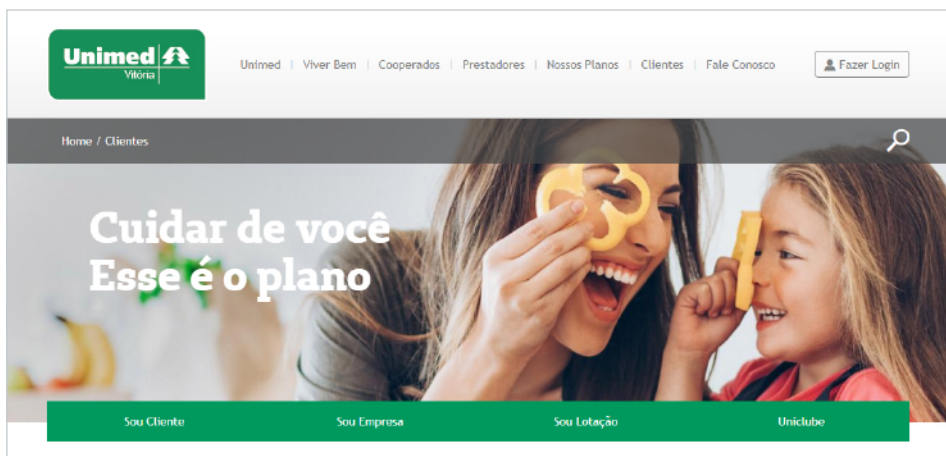 Unimed
Vitória
Unimed | Viver Bem | Cooperados | Prestadores | Nossos Planos | Clientes | Fale Conosco
Fazer Login
Home / Clientes
Cuidar de você
Esse é o plano
Sou Cliente Sou Empresa Sou Lotação Uniclube